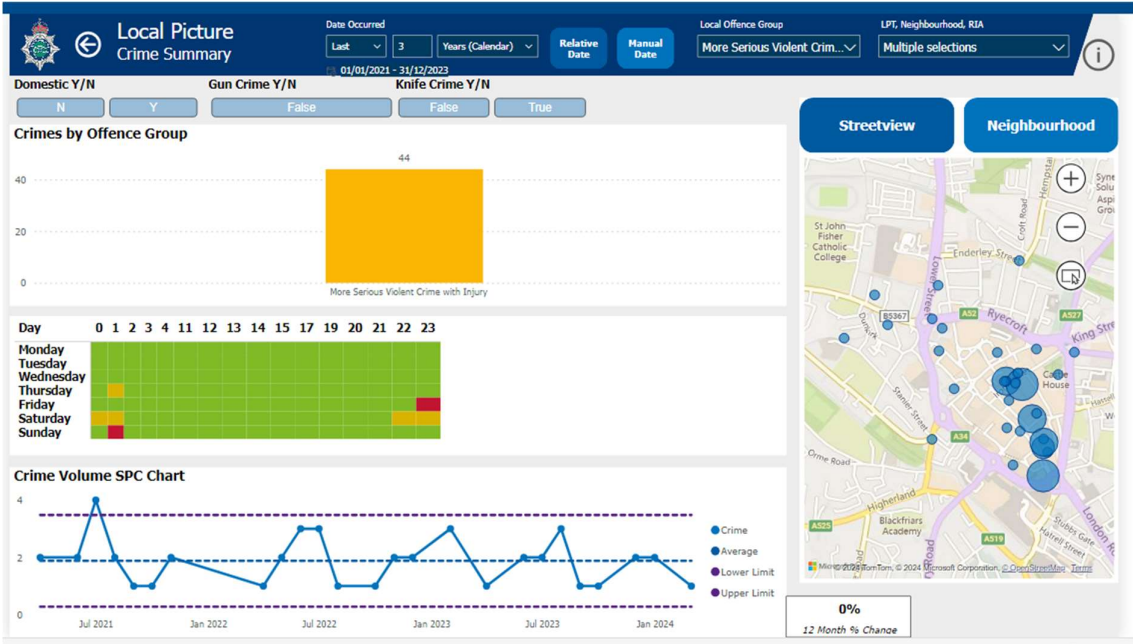 Local Picture
Crime Summary
Date Occurred
Last
3
Years (Calendar)
01/01/2021 - 31/12/2023
Relative
Date
Manual
Date
Local Offence Group
More Serious Violent Crim...
LPT, Neighbourhood, RIA
Multiple selections
i
Domestic Y/N
Gun Crime Y/N
Knife Crime Y/N
N
Y
False
False
True
Crimes by Offence Group
44
40
20
0
More Serious Violent Crime with Injury
Day 0 1 2 3 4 11 12 13 14 15 17 19 20 21 22 23
Monday
Tuesday
Wednesday
Thursday
Friday
Saturday
Sunday
Crime Volume SPC Chart
4
2
0
Jul 2021
Jan 2022
Jul 2022
Jan 2023
Jul 2023
Jan 2024
Crime
Average
Lower Limit
Upper Limit
Streetview
Neighbourhood
St John
Fisher
Catholic
College
Croft Road
Enderley Street
Lower Street
B5367
A52
Ryecroft
A527
King Stre
Dunkirk
Castle
House
Stanier Street
A34
Orme Road
Higherland
A525
Blackfriars
Academy
A519
Stubbs Gate
Hatrell Street
London R
Road
© 2024 TomTom, © 2024 Microsoft Corporation, © OpenStreetMap Terms
0%
12 Month % Change